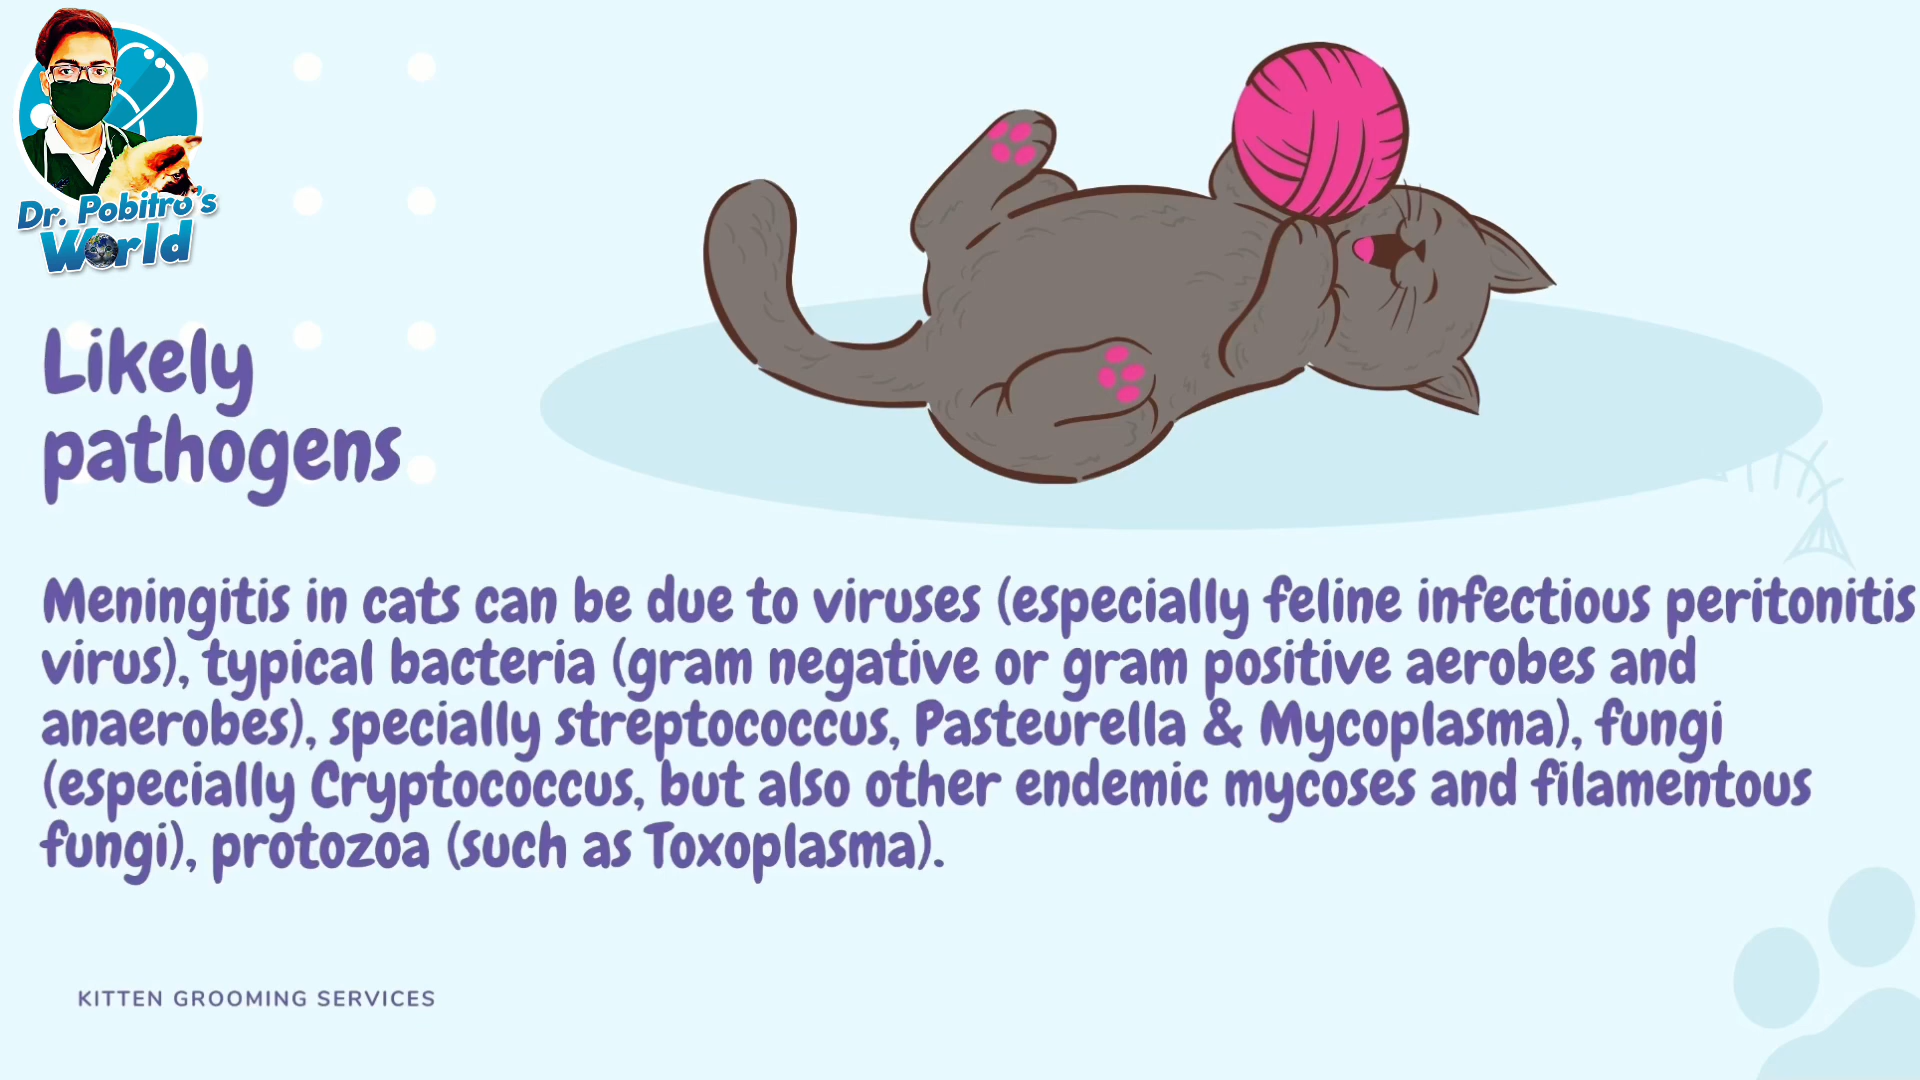 Dr. Pobitro's
World
Likely
pathogens
Meningitis in cats can be due to viruses (especially feline infectious peritonitis
virus), typical bacteria (gram negative or gram positive aerobes and
anaerobes), specially streptococcus, Pasteurella & Mycoplasma), fungi
(especially Cryptococcus, but also other endemic mycoses and filamentous
fungi), protozoa (such as Toxoplasma).
KITTEN GROOMING SERVICES